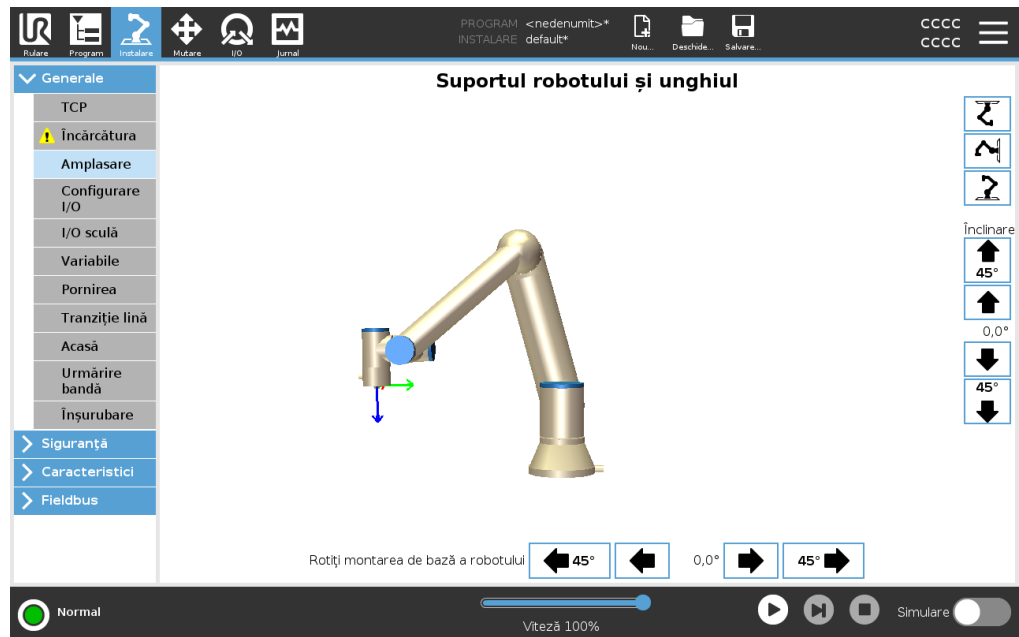 UR
Rulare
Program
Instalare
Mutare
I/O
Jurnal
PROGRAM <nedenumit>*
INSTALARE default*
Nou...
Deschide...
Salvare...
cccc
cccc
Generale
TCP
Încărcătura
Amplasare
Configurare
I/O
I/O sculă
Variabile
Pornirea
Tranziție lină
Acasă
Urmărire
bandă
Înșurubare
Siguranță
Caracteristici
Fieldbus
Suportul robotului și unghiul
Înclinare
45°
0,0°
45°
Rotiți montarea de bază a robotului
45°
0,0°
45°
Normal
Viteză 100%
Simulare